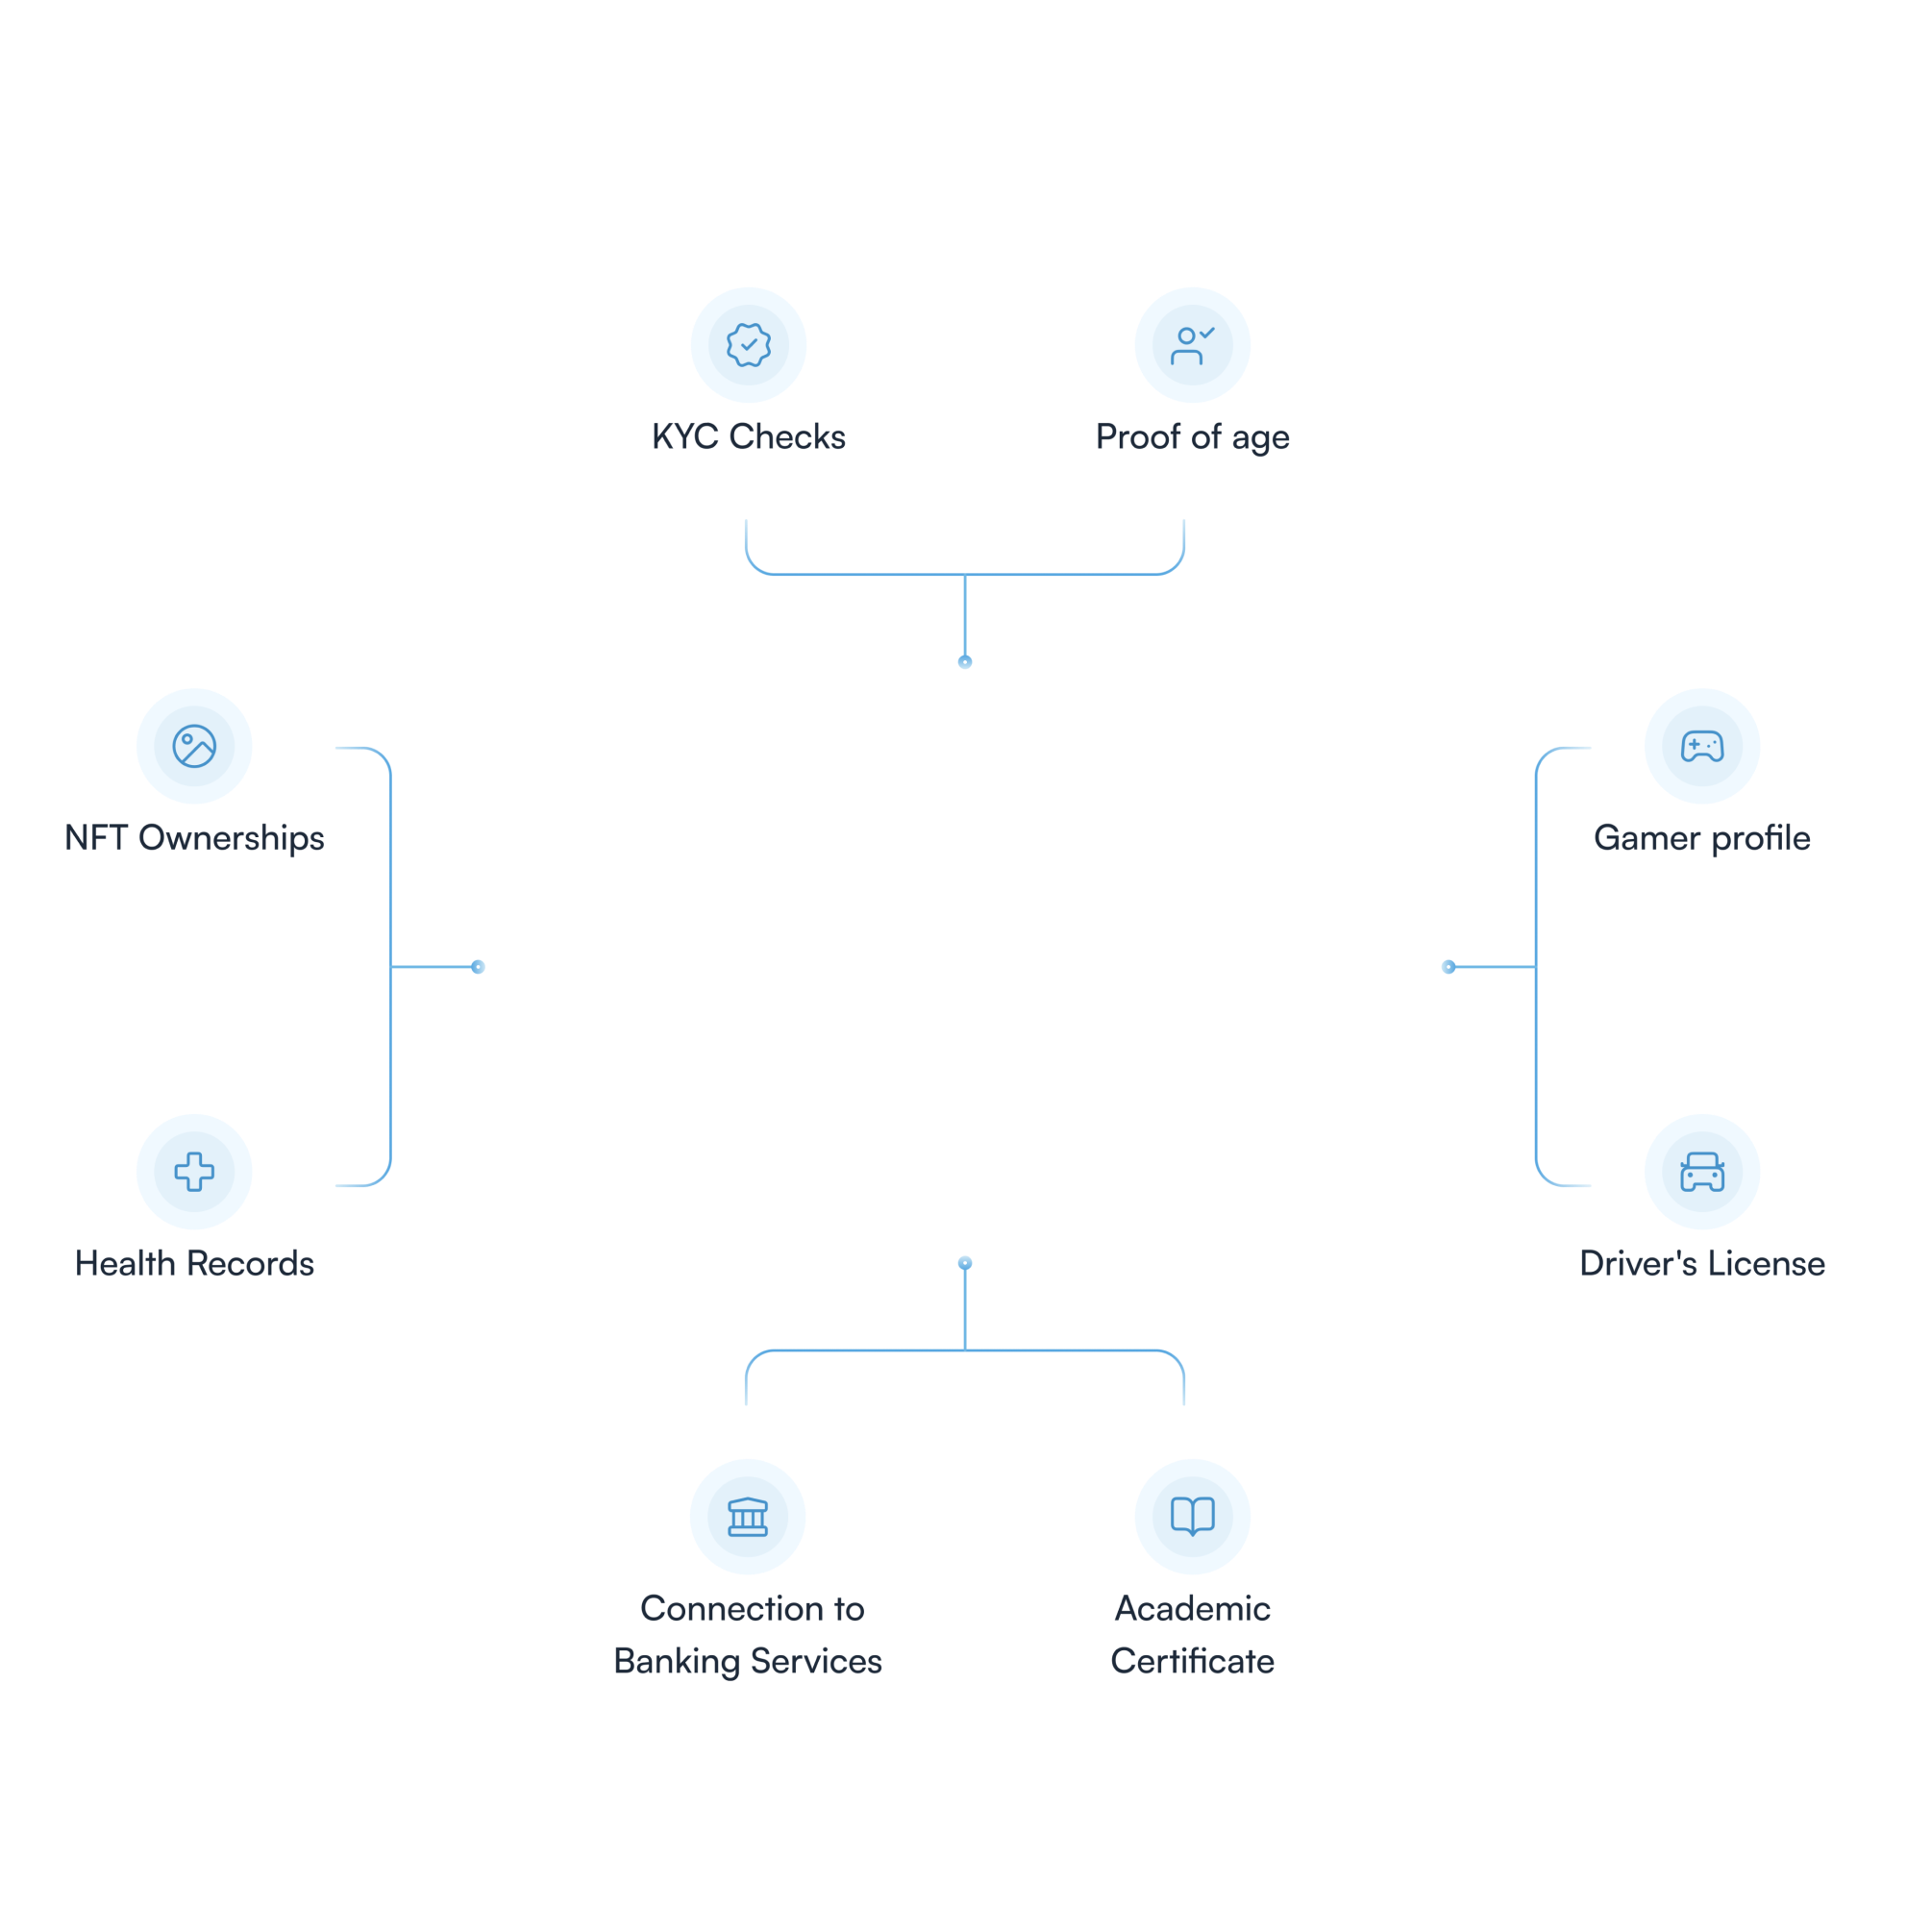 KYC Checks
Proof of age
NFT Ownerships
Gamer profile
Health Records
Driver's License
Connection to
Banking Services
Academic
Certificate